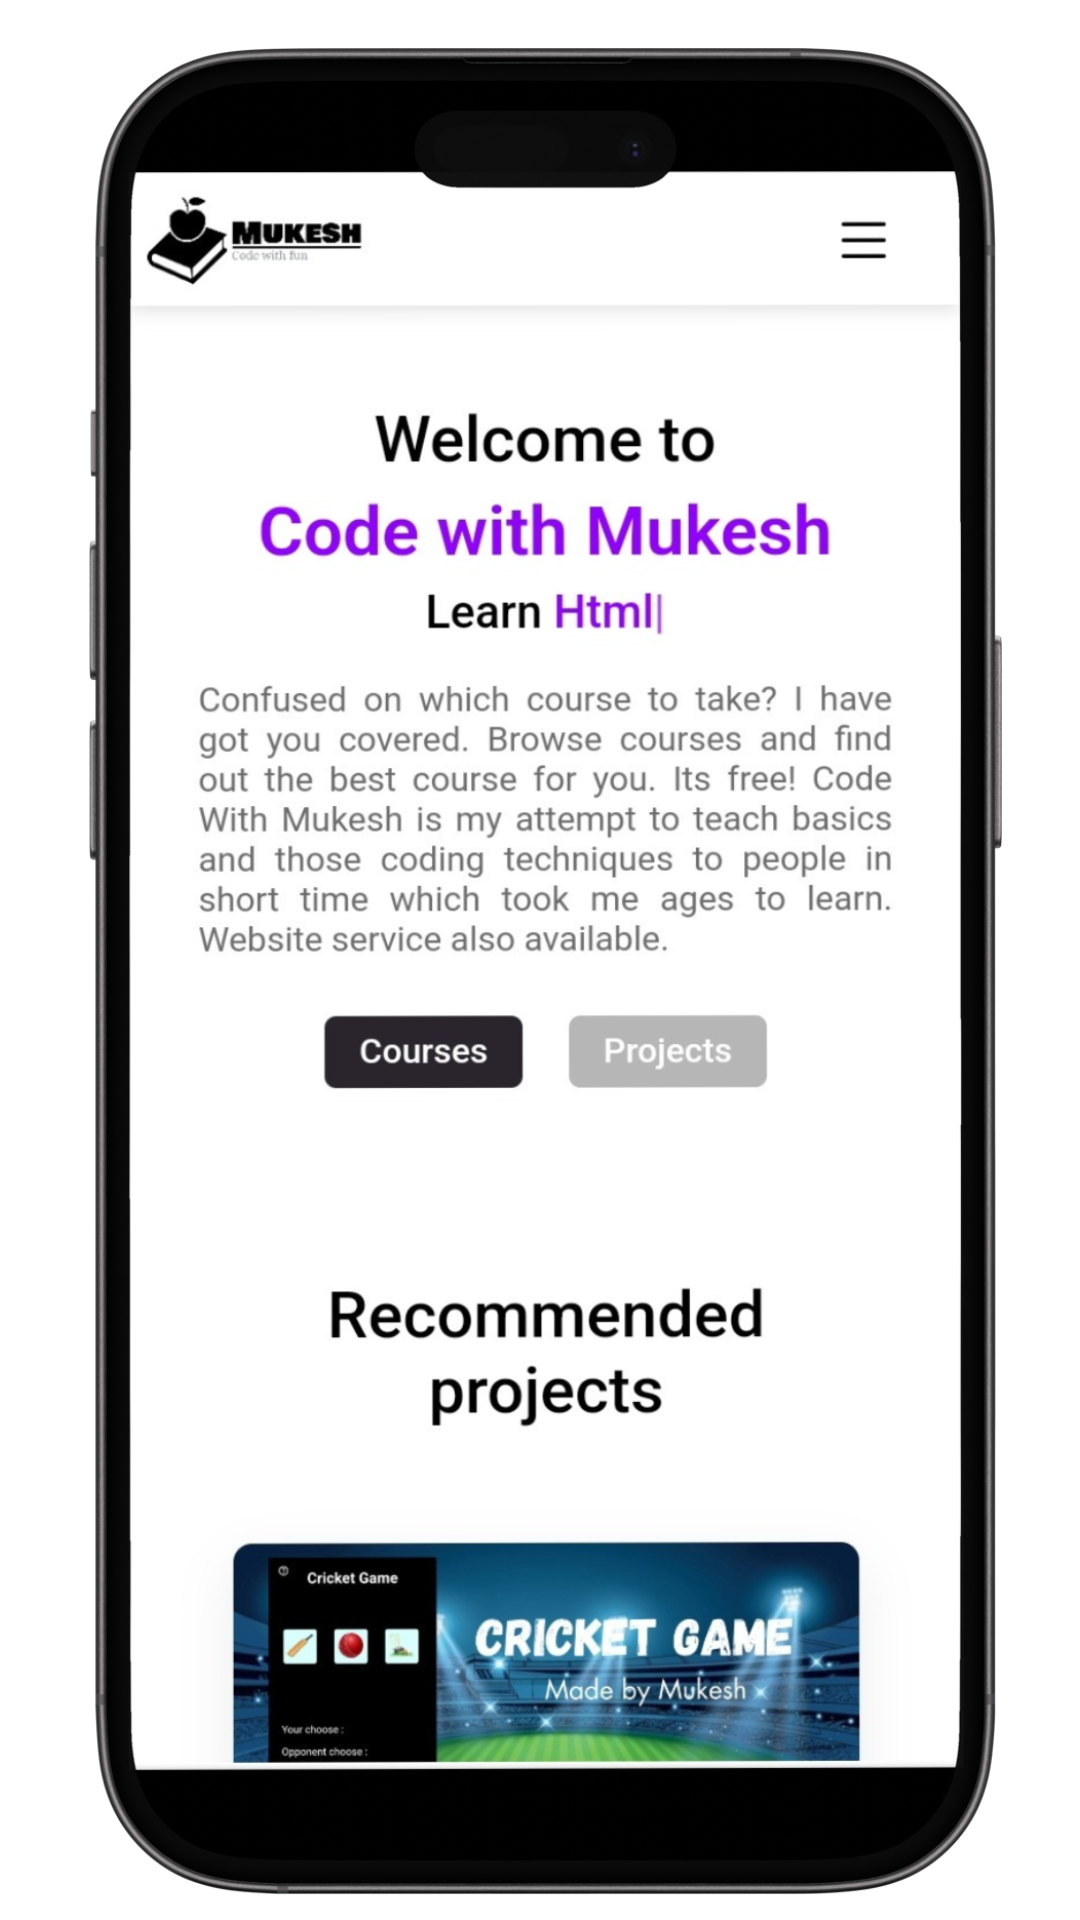 MUKESH
Code with fun
Welcome to
Code with Mukesh
Learn Html|
Confused on which course to take? I have
got you covered. Browse courses and find
out the best course for you. Its free! Code
With Mukesh is my attempt to teach basics
and those coding techniques to people in
short time which took me ages to learn.
Website service also available.
Courses Projects
Recommended
projects
Cricket Game
CRICKET GAME
Made by Mukesh
Your choose :
Opponent choose :